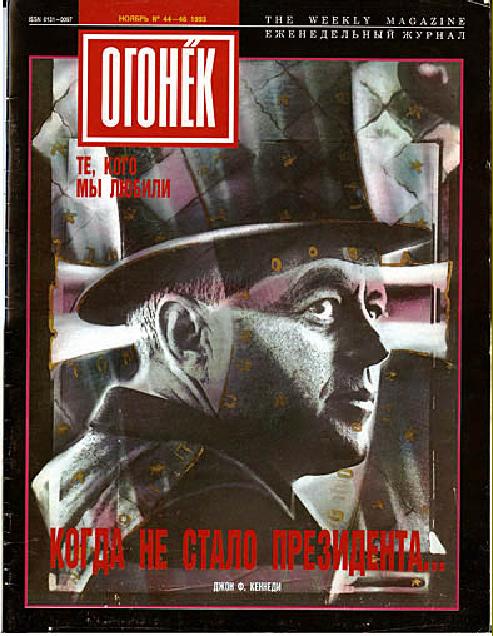 ISSN 0131—0097
НОЯБРЬ № 44—46 1993
THE WEEKLY MAGAZINE
ЕЖЕНЕДЕЛЬНЫЙ ЖУРНАЛ
ОГОНЁК
ТЕ, КОГО
МЫ ЛЮБИЛИ
КОГДА НЕ СТАЛО ПРЕЗИДЕНТА...
ДЖОН Ф. КЕННЕДИ